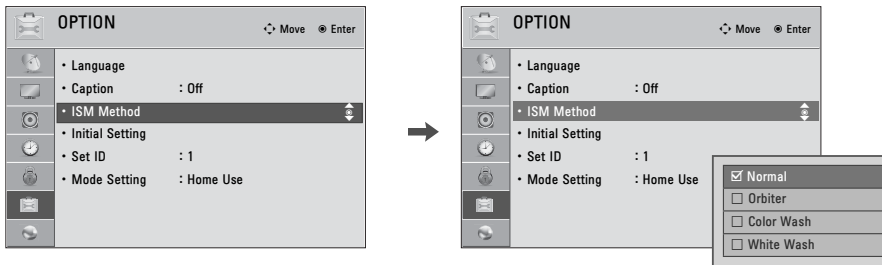 OPTION
Move Enter
• Language
• Caption : Off
• ISM Method
• Initial Setting
• Set ID : 1
• Mode Setting : Home Use
OPTION
Move Enter
• Language
• Caption : Off
• ISM Method
• Initial Setting
• Set ID : 1
• Mode Setting : Home Use
☑ Normal
☐ Orbiter
☐ Color Wash
☐ White Wash